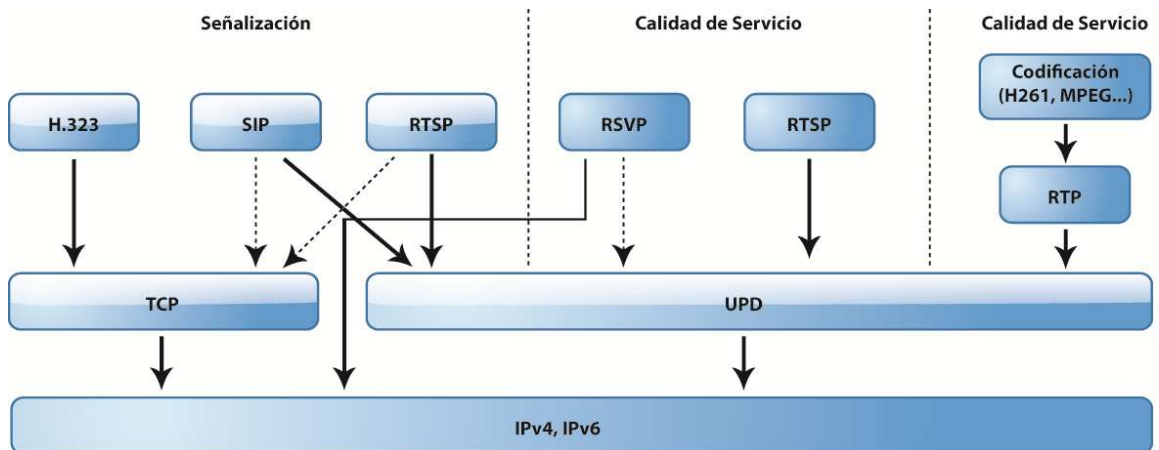 Señalización
Calidad de Servicio
Calidad de Servicio
Codificación
(H261, MPEG...)
H.323
SIP
RTSP
RSVP
RTSP
RTP
TCP
UPD
IPv4, IPv6